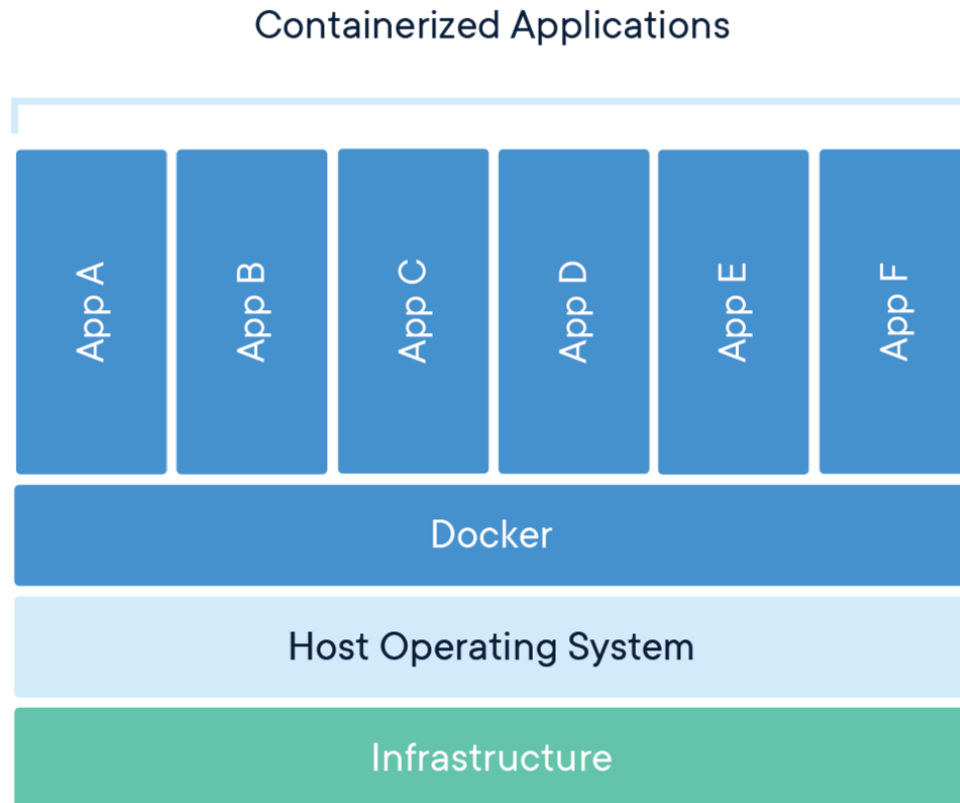 Containerized Applications
App A
App B
App C
App D
App E
App F
Docker
Host Operating System
Infrastructure